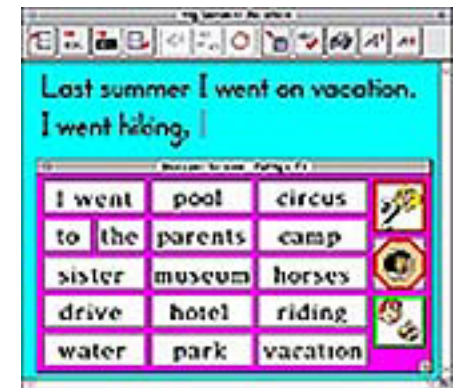 Last summer I went on vacation.
I went hiking,
I went pool circus
to the parents camp
sister museum horses
drive hotel riding
water park vacation